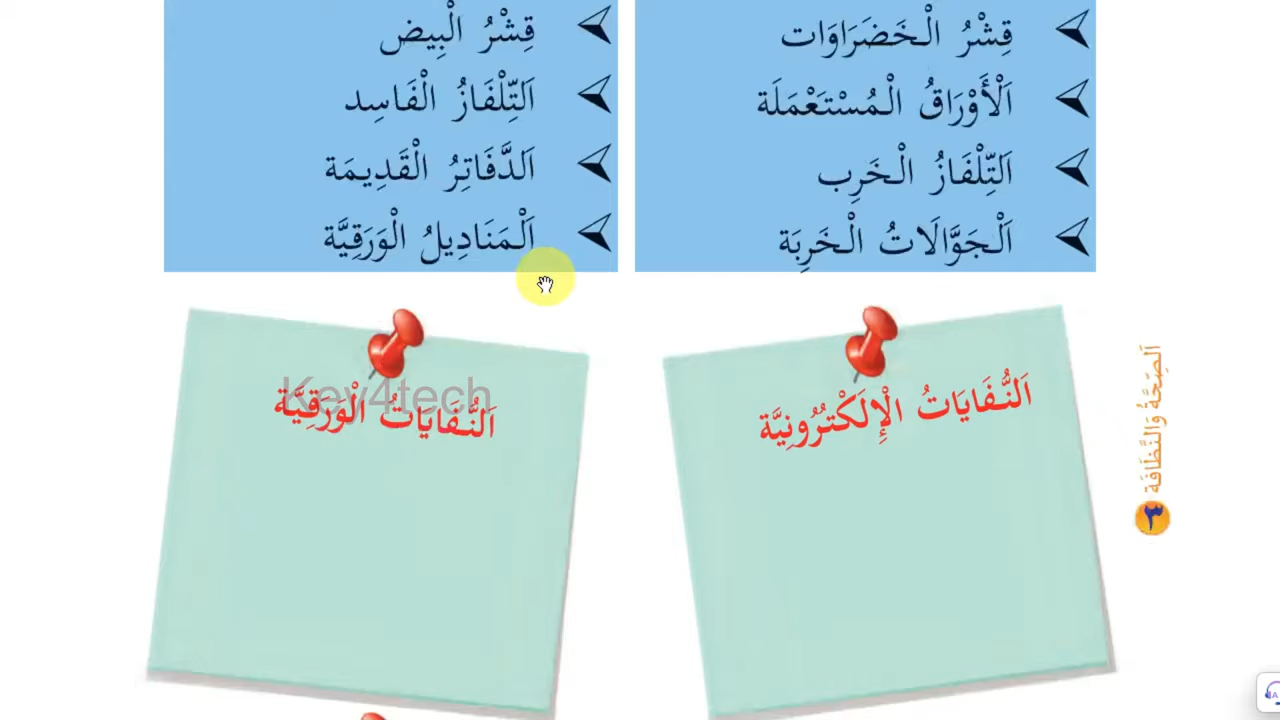 قِشْرُ الْخَضَرَاوَات
اَلْأَوْرَاقُ الْمُسْتَعْمَلَة
اَلتِّلْفَازُ الْخَرِب
اَلْجَوَّالَاتُ الْخَرِبَة
قِشْرُ الْبِيض
اَلتِّلْفَازُ الْفَاسِد
اَلدَّفَاتِرُ الْقَدِيمَة
اَلْمَنَادِيلُ الْوَرَقِيَّة
اَلنُّفَايَاتُ الْإِلَكْتُرُونِيَّة
Key4tech
اَلنُّفَايَاتُ الْوَرَقِيَّة
اَلصِّحَّةُ وَالنَّظَافَة
٣